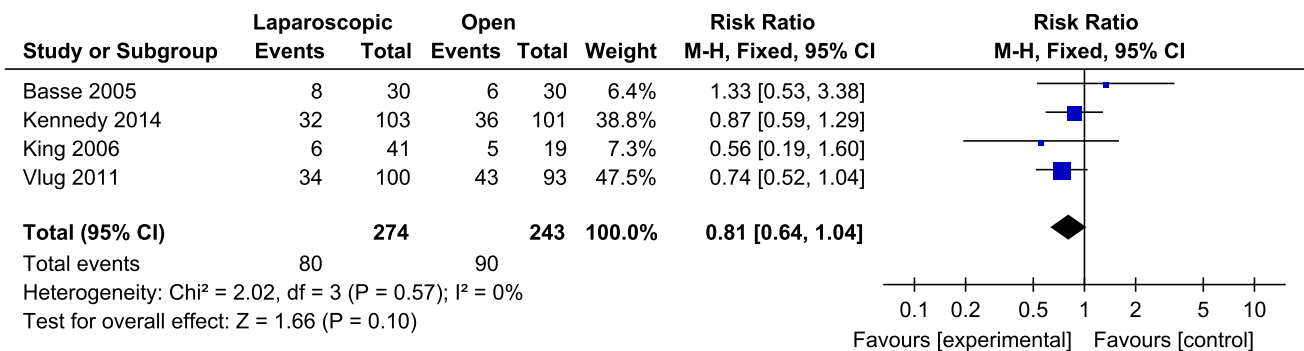 Laparoscopic Open Risk Ratio Risk Ratio
Study or Subgroup Events Total Events Total Weight M-H, Fixed, 95% CI M-H, Fixed, 95% CI
Basse 2005 8 30 6 30 6.4% 1.33 [0.53, 3.38]
Kennedy 2014 32 103 36 101 38.8% 0.87 [0.59, 1.29]
King 2006 6 41 5 19 7.3% 0.56 [0.19, 1.60]
Vlug 2011 34 100 43 93 47.5% 0.74 [0.52, 1.04]
Total (95% CI) 274 243 100.0% 0.81 [0.64, 1.04]
Total events 80 90
Heterogeneity: Chi² = 2.02, df = 3 (P = 0.57); I² = 0%
Test for overall effect: Z = 1.66 (P = 0.10)
0.1 0.2 0.5 1 2 5 10
Favours [experimental] Favours [control]